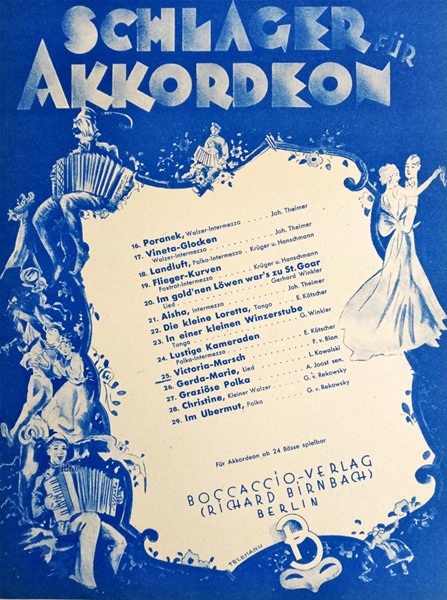 SCHLAGER FÜR
AKKORDEON
16. Poranek, Walzer-Intermezzo . . . . Joh. Theimer
17. Vineta-Glocken . . . . Joh. Theimer
Walzer-Intermezzo
18. Landluft, Polka-Intermezzo . Krüger u. Hanschmann
19. Flieger-Kurven . . . Krüger u. Hanschmann
Foxtrot-Intermezzo
20. Im gold'nen Löwen war's zu St. Goar
Lied . . . . Gerhard Winkler
21. Aisha, Intermezzo . . . . Joh. Theimer
22. Die kleine Loretta, Tango . . E. Kötscher
23. In einer kleinen Winzerstube
Tango . . . . G. Winkler
24. Lustige Kameraden . . . E. Kötscher
Polka-Intermezzo
25. Victoria-Marsch . . . . F. v. Blon
26. Gerda-Marie, Lied . . . . L. Kowalski
27. Graziöse Polka . . . . A. Joost sen.
28. Christine, Kleiner Walzer . . G. v. Rekowsky
29. Im Übermut, Polka . . . . G. v. Rekowsky
Für Akkordeon ab 24 Bässe spielbar
BOCCACCIO-VERLAG
(RICHARD BIRNBACH)
BERLIN
TELEMANN
B